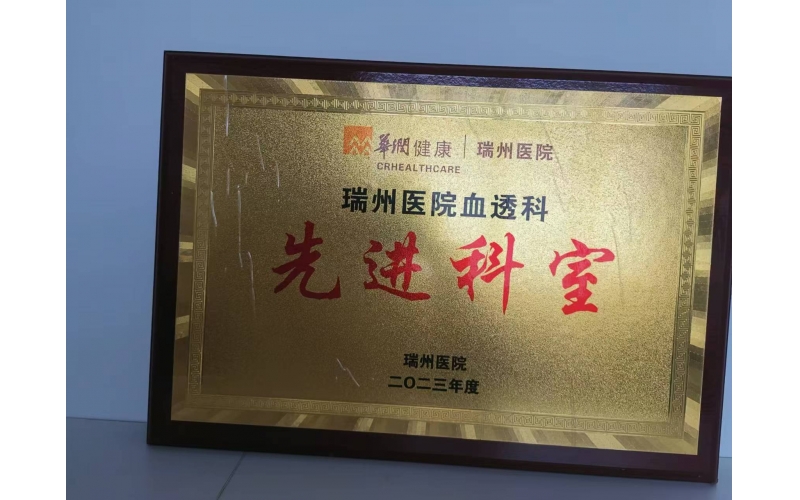 華潤健康 | 瑞州医院
CRHEALTHCARE
瑞州医院血透科
先进科室
瑞州医院
二〇二三年度